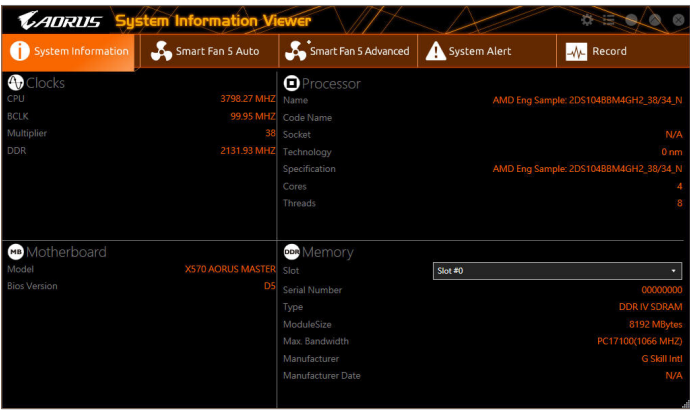 AORUS System Information Viewer
System Information Smart Fan 5 Auto Smart Fan 5 Advanced System Alert Record
Clocks
CPU 3798.27 MHZ
BCLK 99.95 MHZ
Multiplier 38
DDR 2131.93 MHZ
Processor
Name AMD Eng Sample: 2DS104BBM4GH2_38/34_N
Code Name
Socket N/A
Technology 0 nm
Specification AMD Eng Sample: 2DS104BBM4GH2_38/34_N
Cores 4
Threads 8
MB Motherboard
Model X570 AORUS MASTER
Bios Version D5
DDR Memory
Slot Slot #0
Serial Number 00000000
Type DDR IV SDRAM
ModuleSize 8192 MBytes
Max. Bandwidth PC17100(1066 MHZ)
Manufacturer G Skill Intl
Manufacturer Date N/A